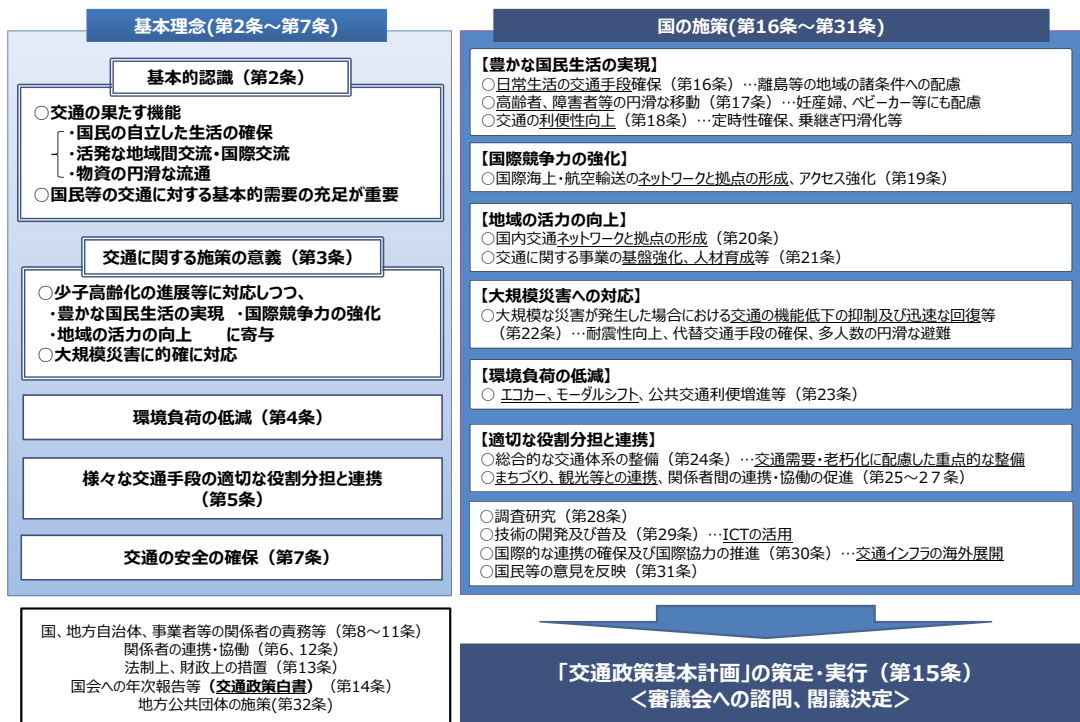 基本理念(第2条～第7条)
基本的認識（第2条）
○交通の果たす機能
・国民の自立した生活の確保
・活発な地域間交流・国際交流
・物資の円滑な流通
○国民等の交通に対する基本的需要の充足が重要
交通に関する施策の意義（第3条）
○少子高齢化の進展等に対応しつつ、
・豊かな国民生活の実現 ・国際競争力の強化
・地域の活力の向上 に寄与
○大規模災害に的確に対応
環境負荷の低減（第4条）
様々な交通手段の適切な役割分担と連携
（第5条）
交通の安全の確保（第7条）
国、地方自治体、事業者等の関係者の責務等（第8～11条）
関係者の連携・協働（第6、12条）
法制上、財政上の措置（第13条）
国会への年次報告等（交通政策白書）（第14条）
地方公共団体の施策(第32条)
国の施策(第16条～第31条)
【豊かな国民生活の実現】
○日常生活の交通手段確保（第16条）…離島等の地域の諸条件への配慮
○高齢者、障害者等の円滑な移動（第17条）…妊産婦、ベビーカー等にも配慮
○交通の利便性向上（第18条）…定時性確保、乗継ぎ円滑化等
【国際競争力の強化】
○国際海上・航空輸送のネットワークと拠点の形成、アクセス強化（第19条）
【地域の活力の向上】
○国内交通ネットワークと拠点の形成（第20条）
○交通に関する事業の基盤強化、人材育成等（第21条）
【大規模災害への対応】
○大規模な災害が発生した場合における交通の機能低下の抑制及び迅速な回復等
（第22条）…耐震性向上、代替交通手段の確保、多人数の円滑な避難
【環境負荷の低減】
○ エコカー、モーダルシフト、公共交通利便増進等（第23条）
【適切な役割分担と連携】
○総合的な交通体系の整備（第24条）…交通需要・老朽化に配慮した重点的な整備
○まちづくり、観光等との連携、関係者間の連携・協働の促進（第25～２７条）
○調査研究（第28条）
○技術の開発及び普及（第29条）…ICTの活用
○国際的な連携の確保及び国際協力の推進（第30条）…交通インフラの海外展開
○国民等の意見を反映（第31条）
「交通政策基本計画」の策定・実行（第15条）
＜審議会への諮問、閣議決定＞